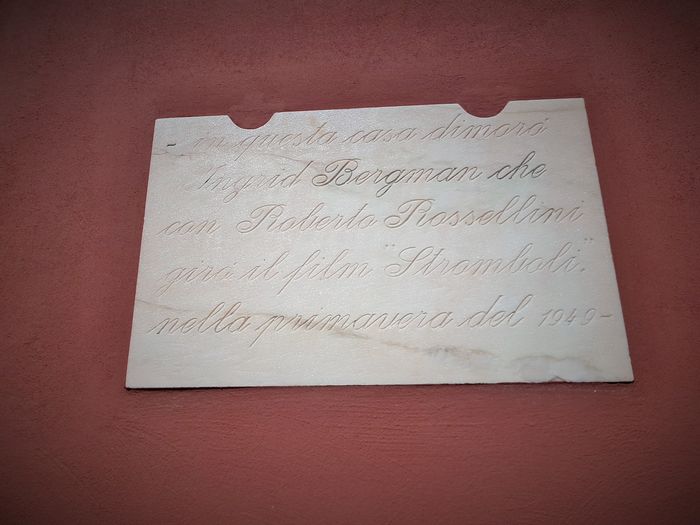 - in questa casa dimorò
Ingrid Bergman che
con Roberto Rossellini
girò il film "Stromboli".
nella primavera del 1949-